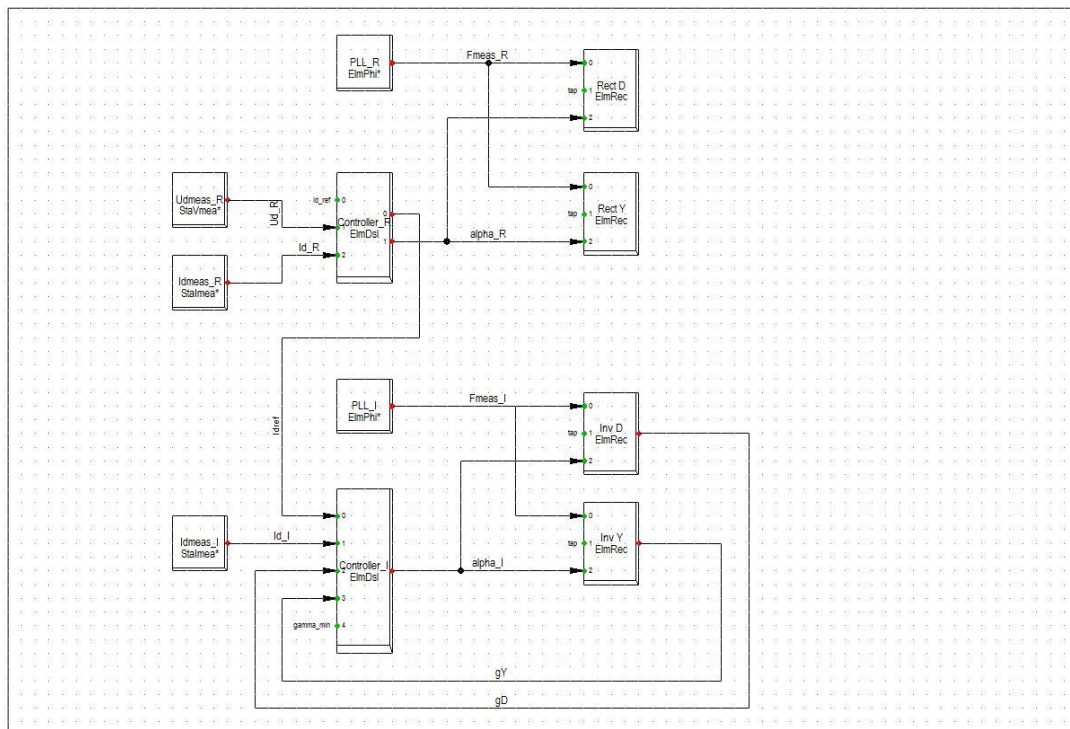 PLL_R
ElmPhi*
Fmeas_R
0
tap 1
2
Rect D
ElmRec
Udmeas_R
StaVmea*
Ud_R
Id_ref 0
0
Controller_R
ElmDsl
1
1
2
alpha_R
0
tap 1
2
Rect Y
ElmRec
Idmeas_R
StaImea*
Id_R
Idref
PLL_I
ElmPhi*
Fmeas_I
0
tap 1
2
Inv D
ElmRec
Idmeas_I
StaImea*
Id_I
0
1
2
3
gamma_min 4
Controller_I
ElmDsl
alpha_I
0
tap 1
2
Inv Y
ElmRec
gY
gD